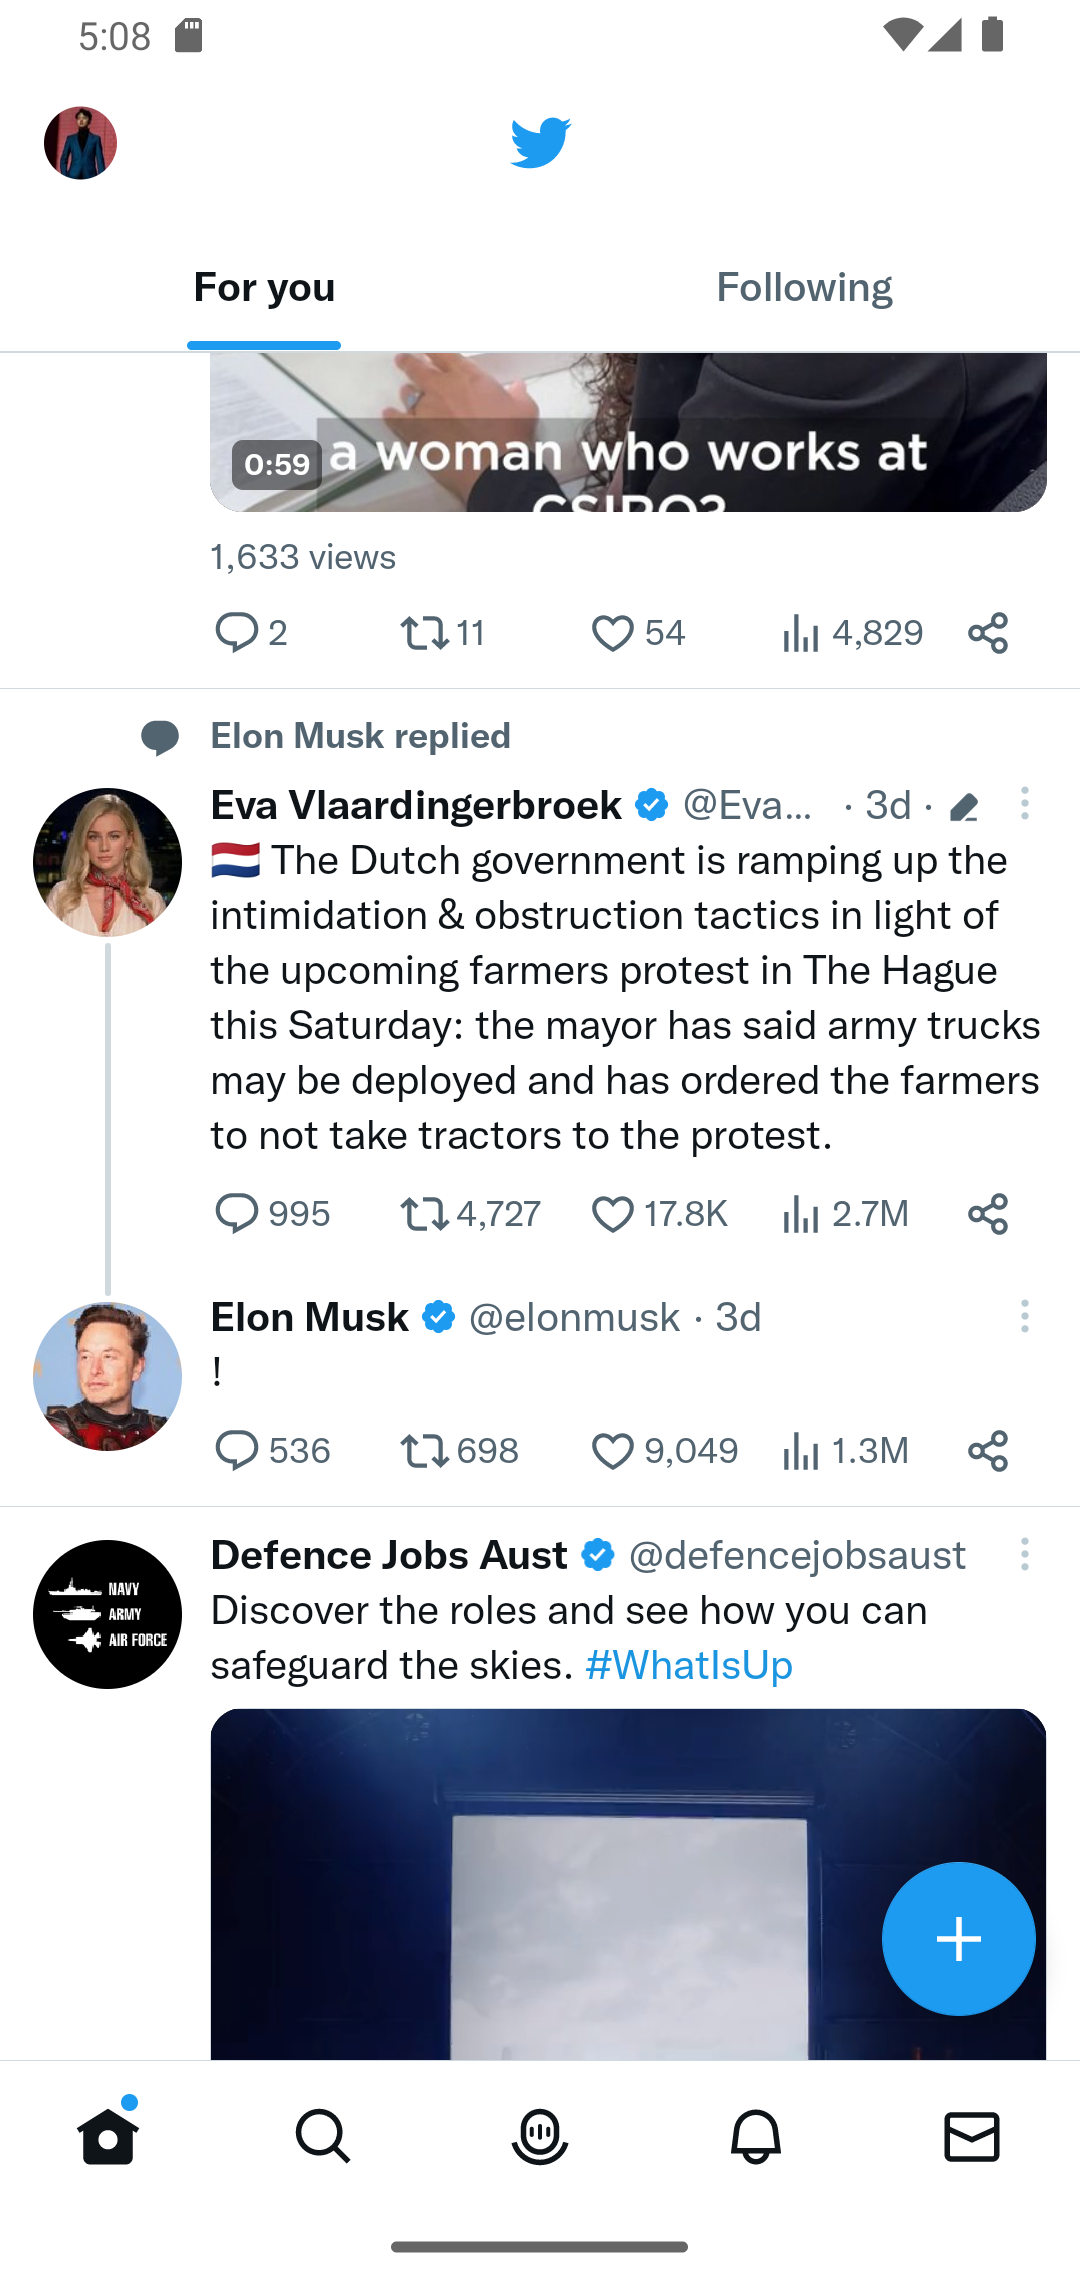 5:08
For you
Following
a woman who works at
0:59
1,633 views
2 11 54 4,829
Elon Musk replied
Eva Vlaardingerbroek @Eva... · 3d ·
The Dutch government is ramping up the
intimidation & obstruction tactics in light of
the upcoming farmers protest in The Hague
this Saturday: the mayor has said army trucks
may be deployed and has ordered the farmers
to not take tractors to the protest.
995 4,727 17.8K 2.7M
Elon Musk @elonmusk · 3d
!
536 698 9,049 1.3M
Defence Jobs Aust @defencejobsaust
NAVY
ARMY
AIR FORCE
Discover the roles and see how you can
safeguard the skies. #WhatIsUp